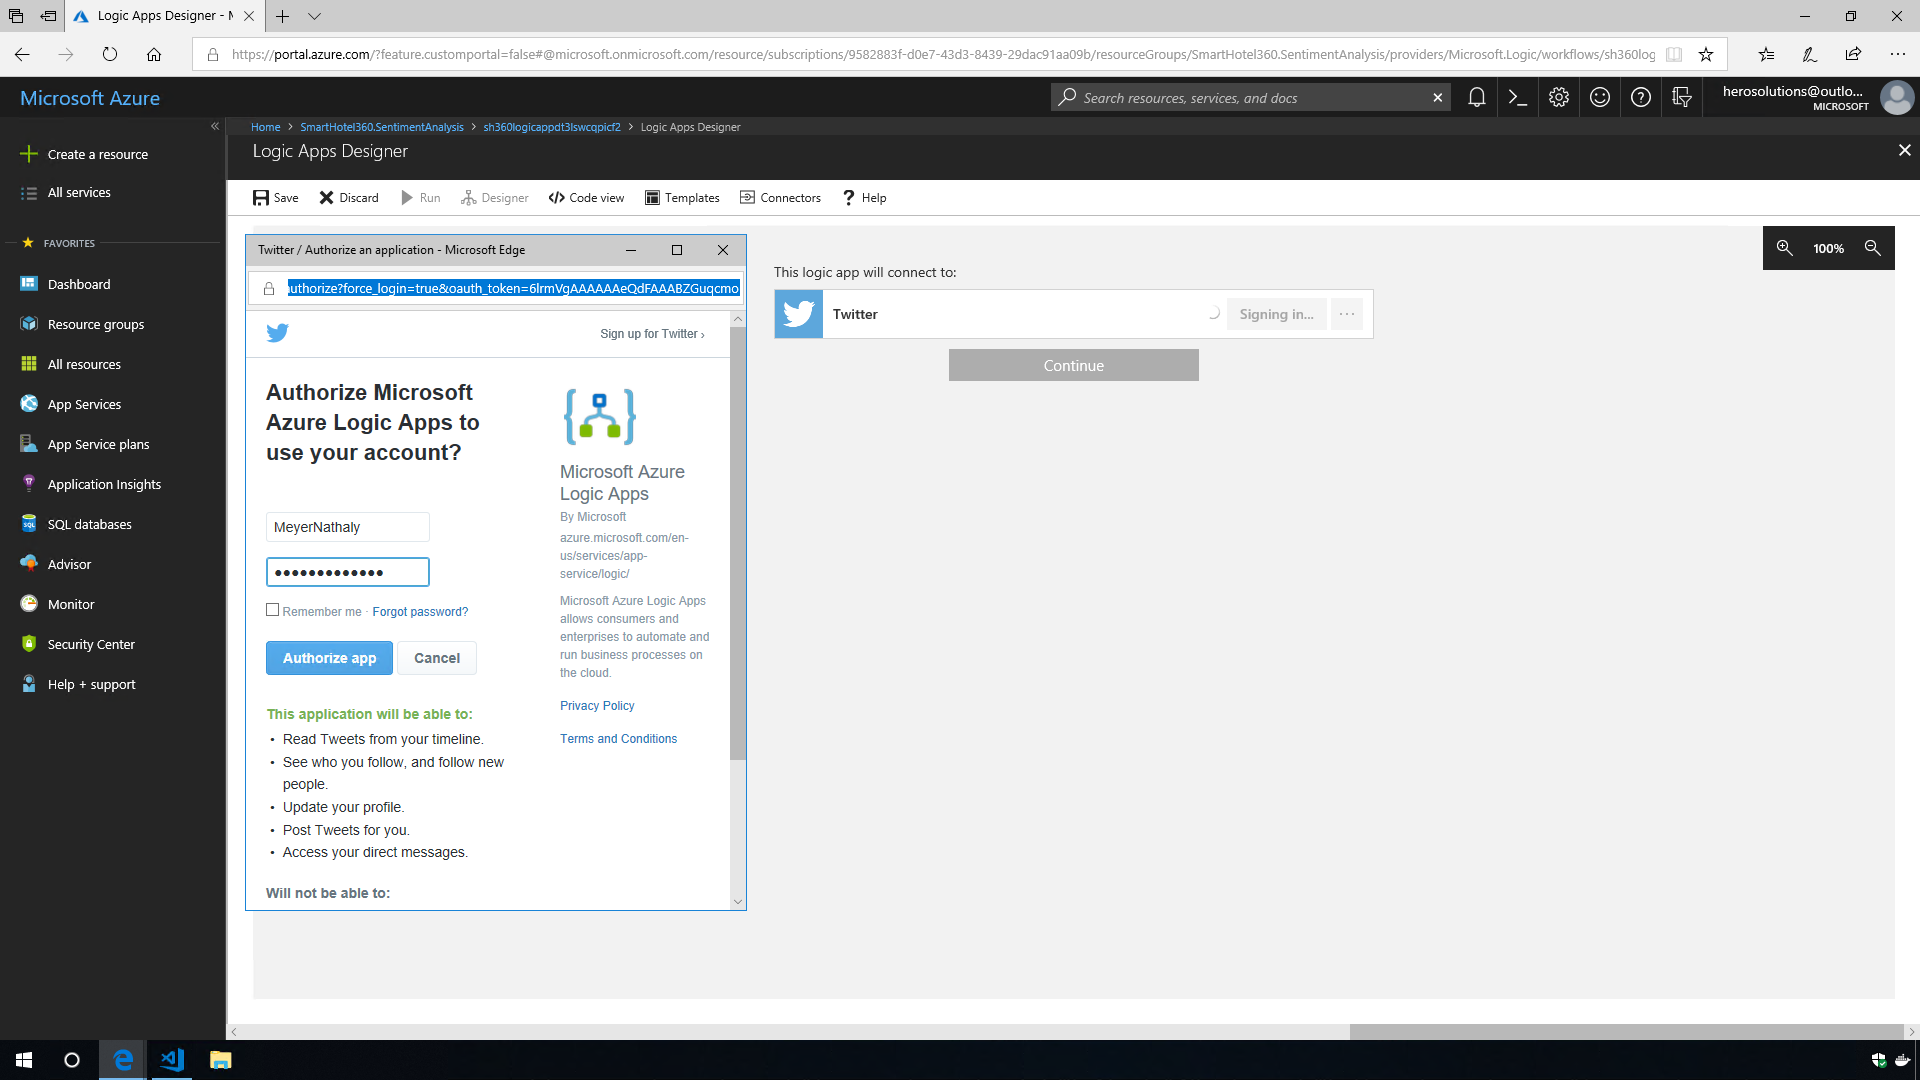 Logic Apps Designer - M
https://portal.azure.com/?feature.customportal=false#@microsoft.onmicrosoft.com/resource/subscriptions/9582883f-d0e7-43d3-8439-29dac91aa09b/resourceGroups/SmartHotel360.SentimentAnalysis/providers/Microsoft.Logic/workflows/sh360log
Microsoft Azure
Search resources, services, and docs
herosolutions@outlo...
MICROSOFT
Home > SmartHotel360.SentimentAnalysis > sh360logicappdt3lswcqpicf2 > Logic Apps Designer
Logic Apps Designer
Create a resource
All services
FAVORITES
Dashboard
Resource groups
All resources
App Services
App Service plans
Application Insights
SQL databases
Advisor
Monitor
Security Center
Help + support
Save
Discard
Run
Designer
Code view
Templates
Connectors
Help
Twitter / Authorize an application - Microsoft Edge
authorize?force_login=true&oauth_token=6lrmVgAAAAAAeQdFAAABZGuqcmo
Sign up for Twitter ›
Authorize Microsoft
Azure Logic Apps to
use your account?
MeyerNathaly
Remember me · Forgot password?
Authorize app
Cancel
This application will be able to:
• Read Tweets from your timeline.
• See who you follow, and follow new
people.
• Update your profile.
• Post Tweets for you.
• Access your direct messages.
Will not be able to:
Microsoft Azure
Logic Apps
By Microsoft
azure.microsoft.com/en-
us/services/app-
service/logic/
Microsoft Azure Logic Apps
allows consumers and
enterprises to automate and
run business processes on
the cloud.
Privacy Policy
Terms and Conditions
This logic app will connect to:
Twitter
Signing in...
...
Continue
100%